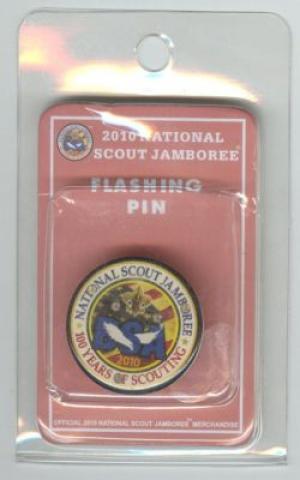 2010 NATIONAL
SCOUT JAMBOREE®
FLASHING
PIN
NATIONAL SCOUT JAMBOREE
BSA
2010
100 YEARS OF SCOUTING
OFFICIAL 2010 NATIONAL SCOUT JAMBOREE™ MERCHANDISE